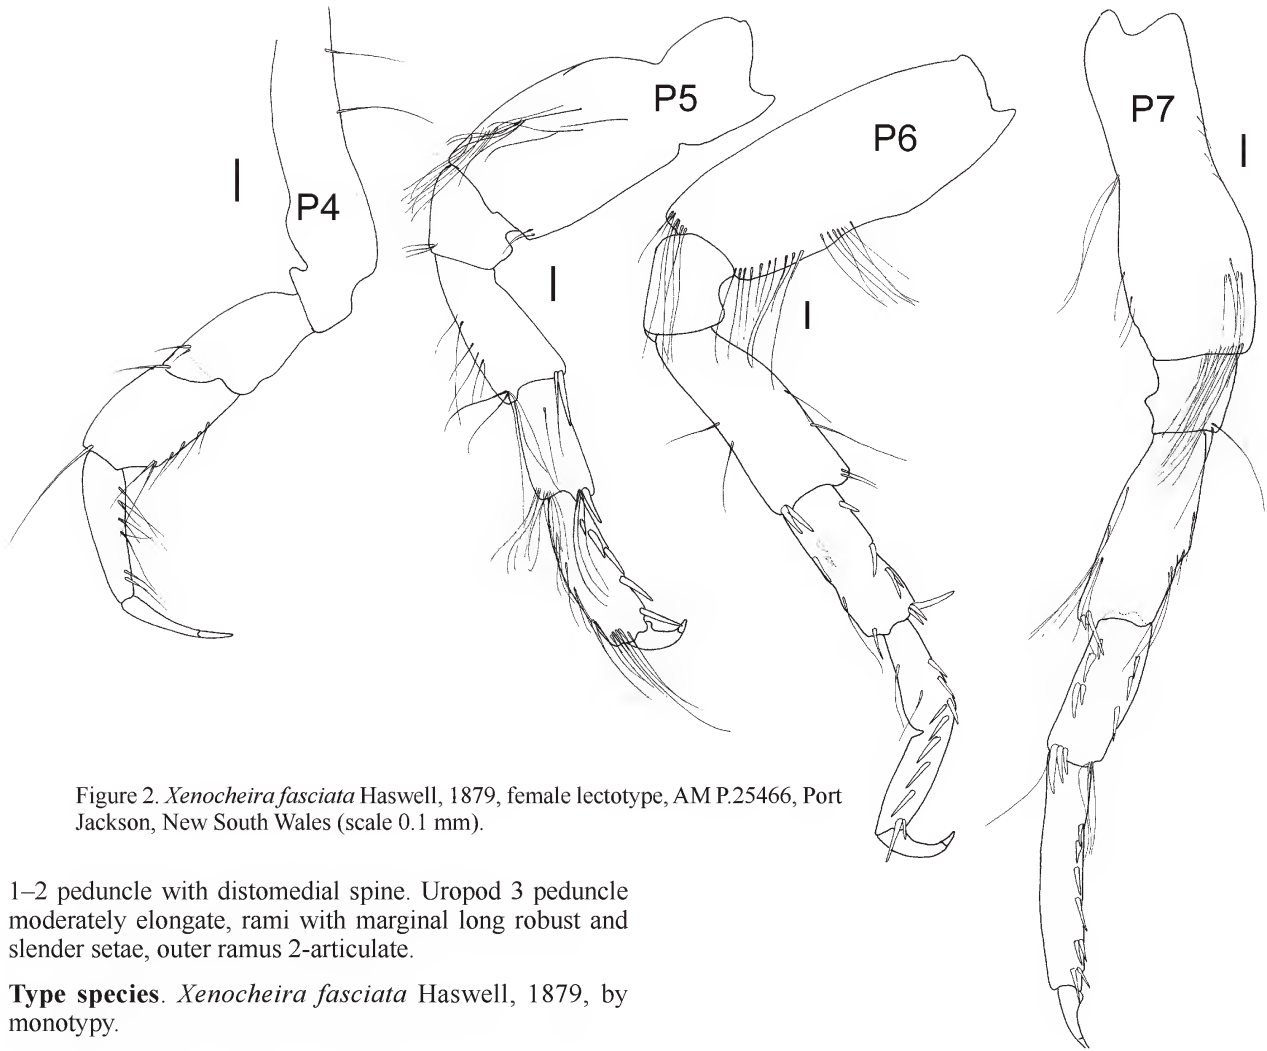 P5
P7
P6
P4
Figure 2. Xenocheira fasciata Haswell, 1879, female lectotype, AM P.25466, Port
Jackson, New South Wales (scale 0.1 mm).
1–2 peduncle with distomedial spine. Uropod 3 peduncle
moderately elongate, rami with marginal long robust and
slender setae, outer ramus 2-articulate.
Type species. Xenocheira fasciata Haswell, 1879, by
monotypy.